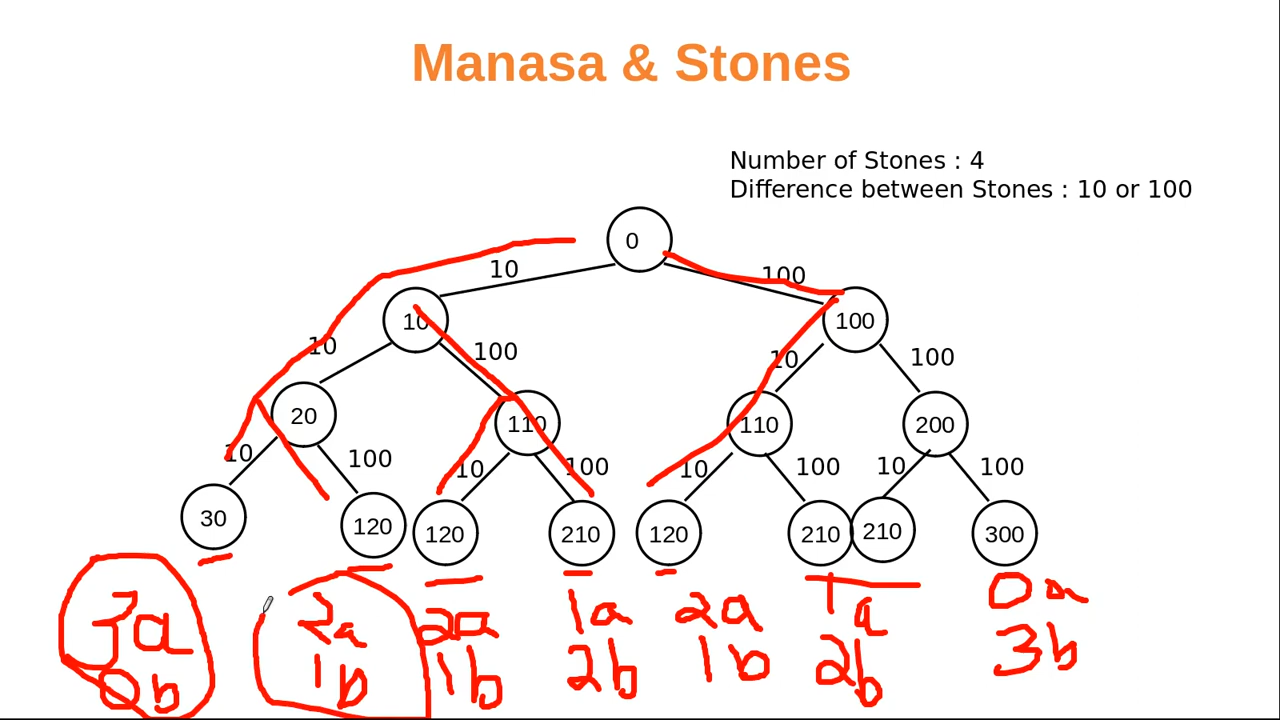 Manasa & Stones
Number of Stones : 4
Difference between Stones : 10 or 100
0
10 100
10 100
10 100 10 100
20 110 110 200
10 100 10 100 10 100 10 100
30 120 120 210 120 210 210 300
3a 2a 2a 1a 2a 1a 0a
0b 1b 1b 2b 1b 2b 3b